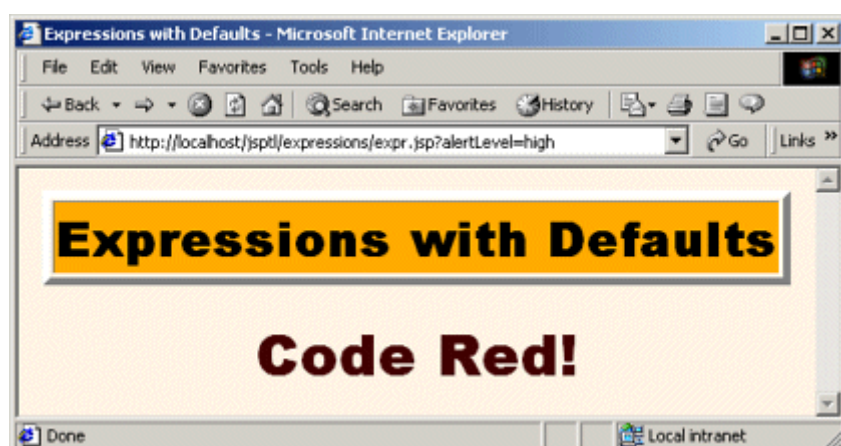 Expressions with Defaults - Microsoft Internet Explorer
File Edit View Favorites Tools Help
Back Search Favorites History
Address http://localhost/jsptl/expressions/expr.jsp?alertLevel=high Go Links »
Expressions with Defaults
Code Red!
Done Local intranet